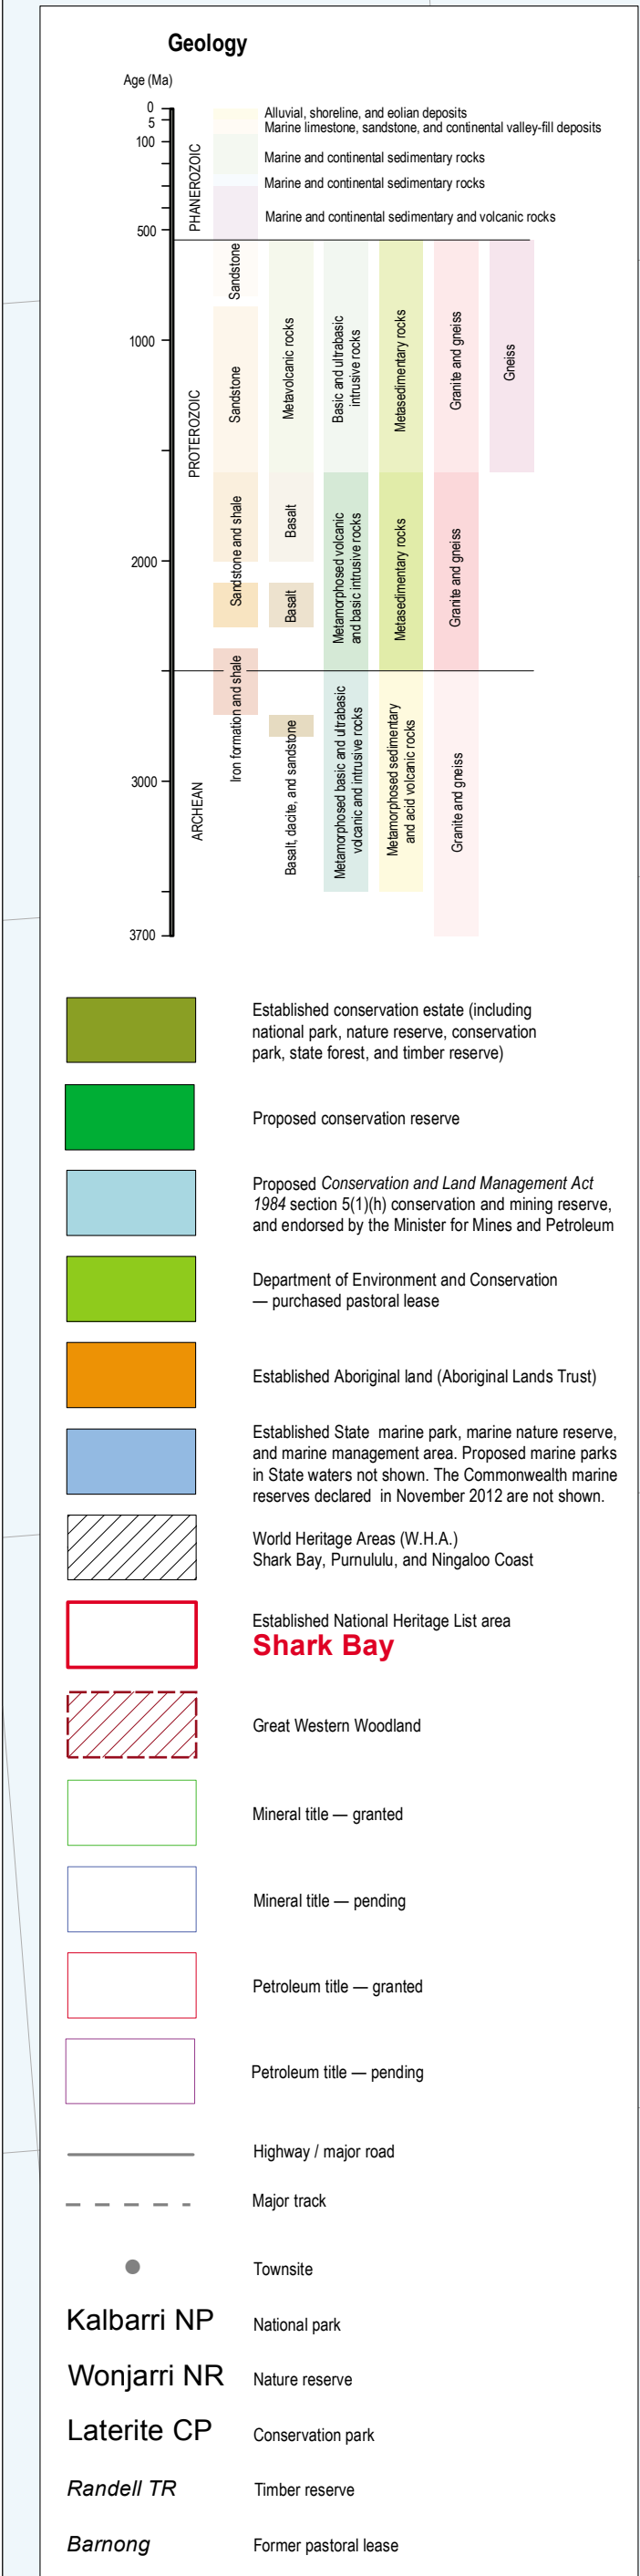 Geology
Age (Ma)
0
5
100
500
1000
2000
3000
3700
PHANEROZOIC
PROTEROZOIC
ARCHEAN
Alluvial, shoreline, and eolian deposits
Marine limestone, sandstone, and continental valley-fill deposits
Marine and continental sedimentary rocks
Marine and continental sedimentary rocks
Marine and continental sedimentary and volcanic rocks
Sandstone
Sandstone
Sandstone and shale
Iron formation and shale
Metavolcanic rocks
Basalt
Basalt
Basalt, dacite, and sandstone
Basic and ultrabasic
intrusive rocks
Metamorphosed volcanic
and basic intrusive rocks
Metamorphosed basic and ultrabasic
volcanic and intrusive rocks
Metasedimentary rocks
Metasedimentary rocks
Metamorphosed sedimentary
and acid volcanic rocks
Granite and gneiss
Granite and gneiss
Granite and gneiss
Gneiss
Established conservation estate (including
national park, nature reserve, conservation
park, state forest, and timber reserve)
Proposed conservation reserve
Proposed Conservation and Land Management Act
1984 section 5(1)(h) conservation and mining reserve,
and endorsed by the Minister for Mines and Petroleum
Department of Environment and Conservation
— purchased pastoral lease
Established Aboriginal land (Aboriginal Lands Trust)
Established State marine park, marine nature reserve,
and marine management area. Proposed marine parks
in State waters not shown. The Commonwealth marine
reserves declared in November 2012 are not shown.
World Heritage Areas (W.H.A.)
Shark Bay, Purnululu, and Ningaloo Coast
Established National Heritage List area
Shark Bay
Great Western Woodland
Mineral title — granted
Mineral title — pending
Petroleum title — granted
Petroleum title — pending
Highway / major road
Major track
Townsite
Kalbarri NP National park
Wonjarri NR Nature reserve
Laterite CP Conservation park
Randell TR Timber reserve
Barnong Former pastoral lease